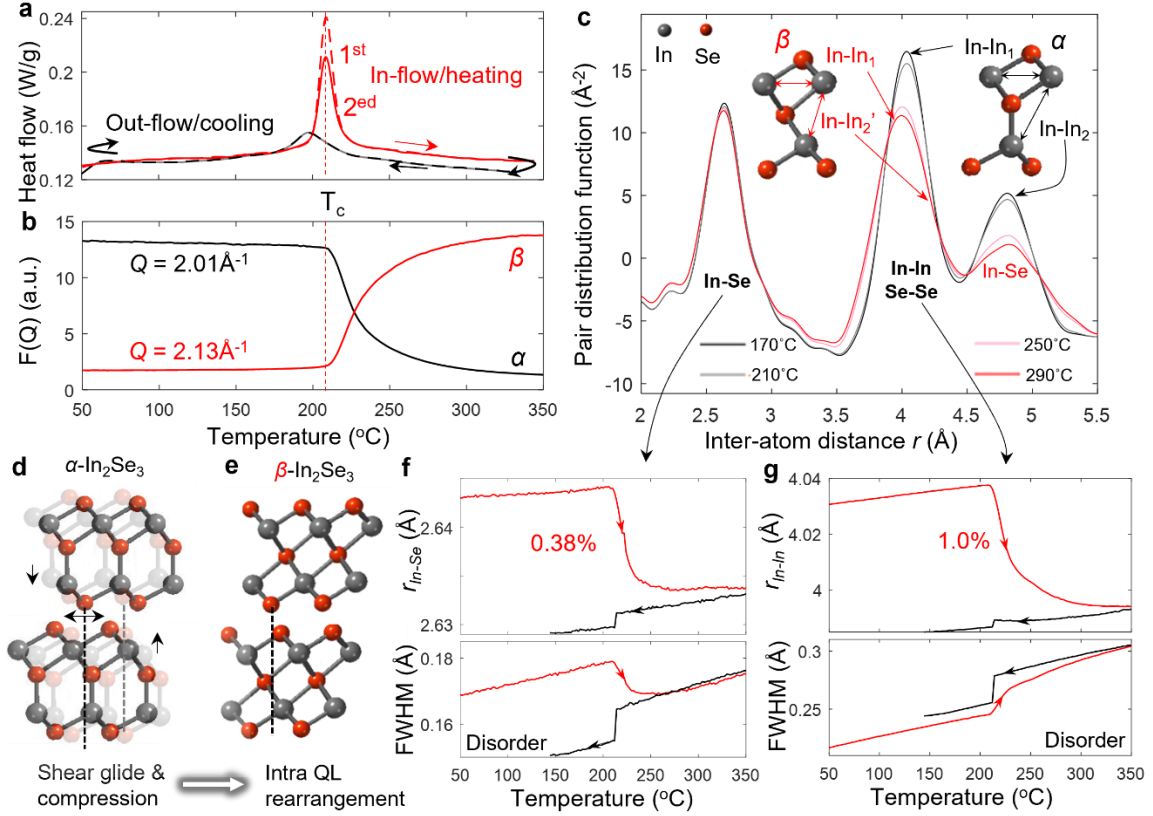 a
0.24
0.20
0.16
0.12
Heat flow (W/g)
1st
In-flow/heating
2ed
Out-flow/cooling
Tc
b
15
10
5
0
F(Q) (a.u.)
Q = 2.01Å-1
Q = 2.13Å-1
β
α
50 100 150 200 250 300 350
Temperature (oC)
c
In Se
β
α
In-In1
In-In1
In-In2'
In-In2
15
10
5
0
-5
-10
Pair distribution function (Å-2)
In-Se
In-In
Se-Se
In-Se
170˚C
210˚C
250˚C
290˚C
2 2.5 3 3.5 4 4.5 5 5.5
Inter-atom distance r (Å)
d
α-In2Se3
e
β-In2Se3
Shear glide &
compression
Intra QL
rearrangement
f
2.64
2.63
rIn-Se (Å)
0.38%
0.18
0.16
FWHM (Å)
Disorder
50 100 150 200 250 300 350
Temperature (oC)
g
4.04
4.02
4
rIn-In (Å)
1.0%
0.3
0.25
FWHM (Å)
Disorder
50 100 150 200 250 300 350
Temperature (oC)